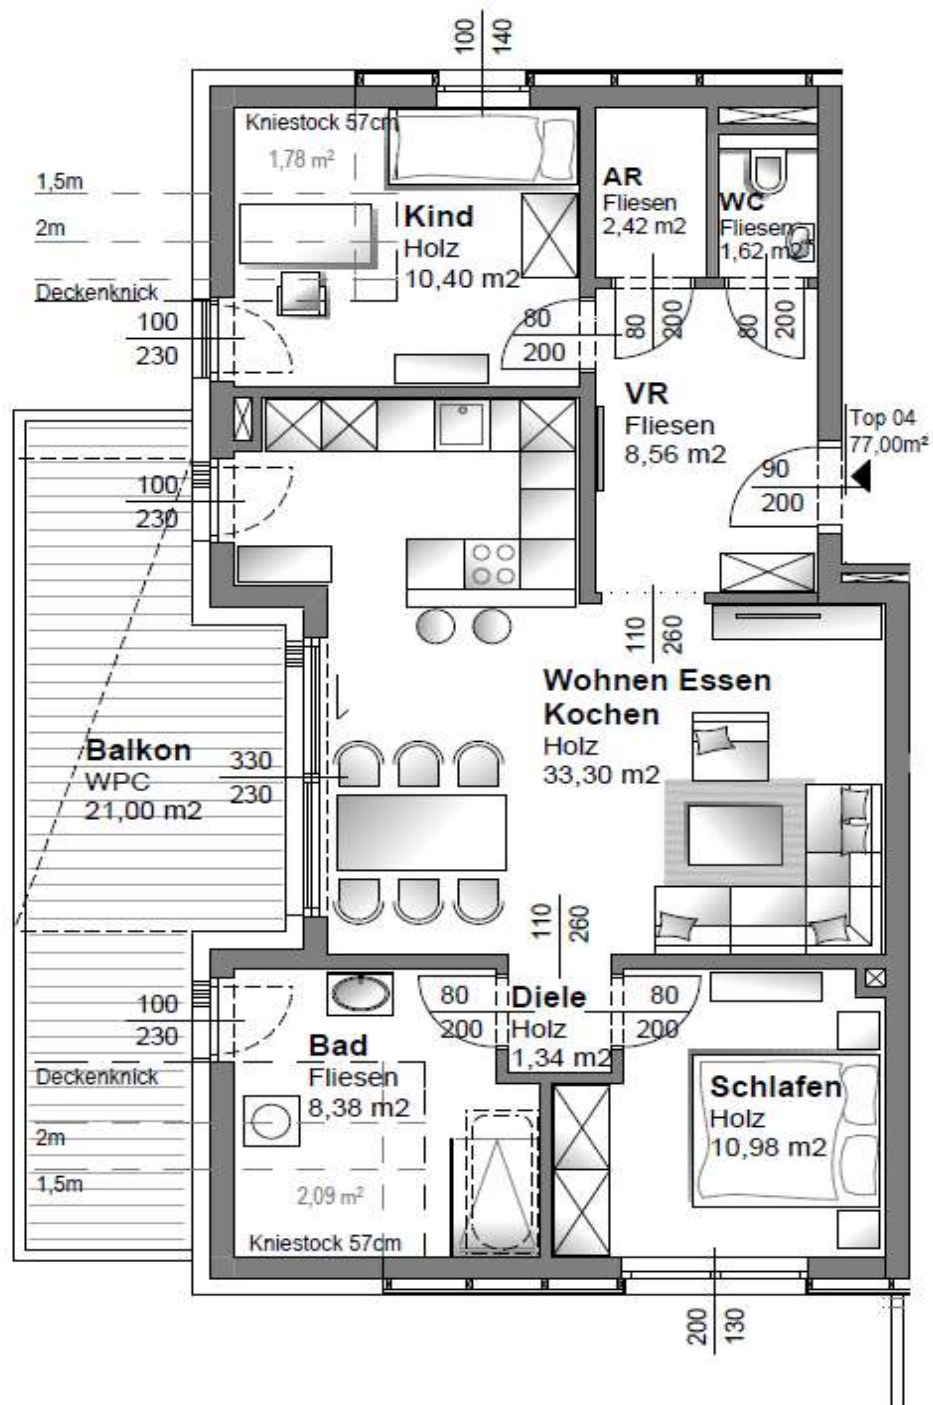 100
140
Kniestock 57cm
1,78 m²
1,5m
2m
Deckenknick
Kind
Holz
10,40 m2
AR
Fliesen
2,42 m2
WC
Fliesen
1,62 m2
100
230
80
200
80
200
80
200
VR
Fliesen
8,56 m2
Top 04
77,00m²
90
200
100
230
110
260
Wohnen Essen
Kochen
Holz
33,30 m2
Balkon
WPC
21,00 m2
330
230
110
260
100
230
80
200
Diele
Holz
1,34 m2
80
200
Bad
Fliesen
8,38 m2
Deckenknick
2m
1,5m
Schlafen
Holz
10,98 m2
2,09 m²
Kniestock 57cm
200
130